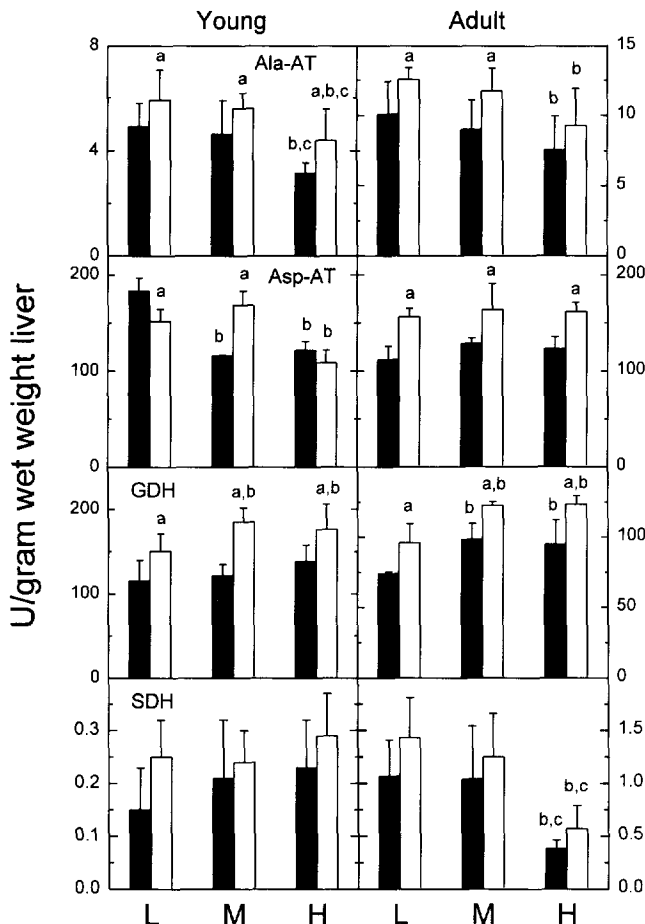 Young Adult
8 Ala-AT 15
a a a,b,c a a b b
b,c
4 10
5
0 0
200 Asp-AT 200
a a a a a
b b b
100 100
0 0
GDH
200 a a,b a,b a a,b a,b
b b
100 100
50
0 0
SDH
0.3 1.5
0.2 1.0
0.1 b,c b,c 0.5
0.0 0.0
L M H L M H
U/gram wet weight liver